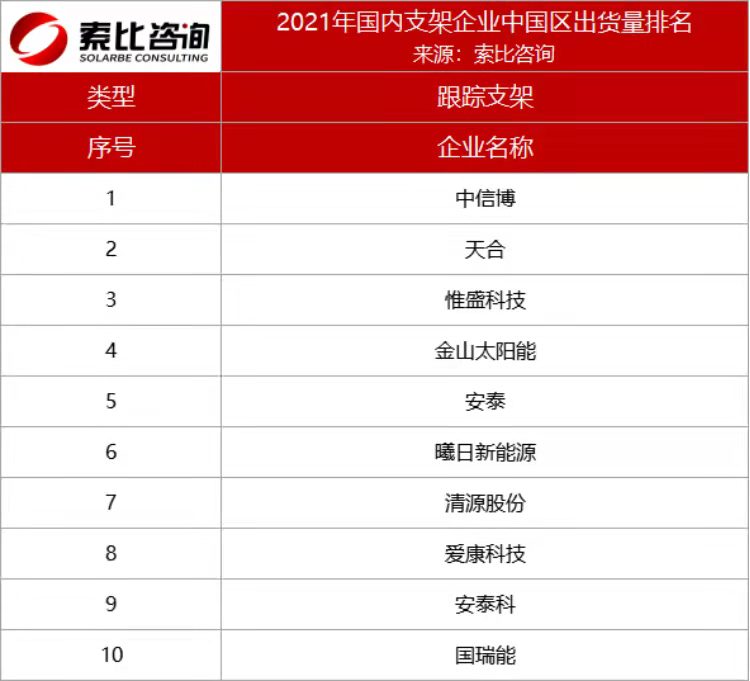 索比咨询
SOLARBE CONSULTING
2021年国内支架企业中国区出货量排名
来源：索比咨询
类型 跟踪支架
序号 企业名称
1 中信博
2 天合
3 惟盛科技
4 金山太阳能
5 安泰
6 曦日新能源
7 清源股份
8 爱康科技
9 安泰科
10 国瑞能